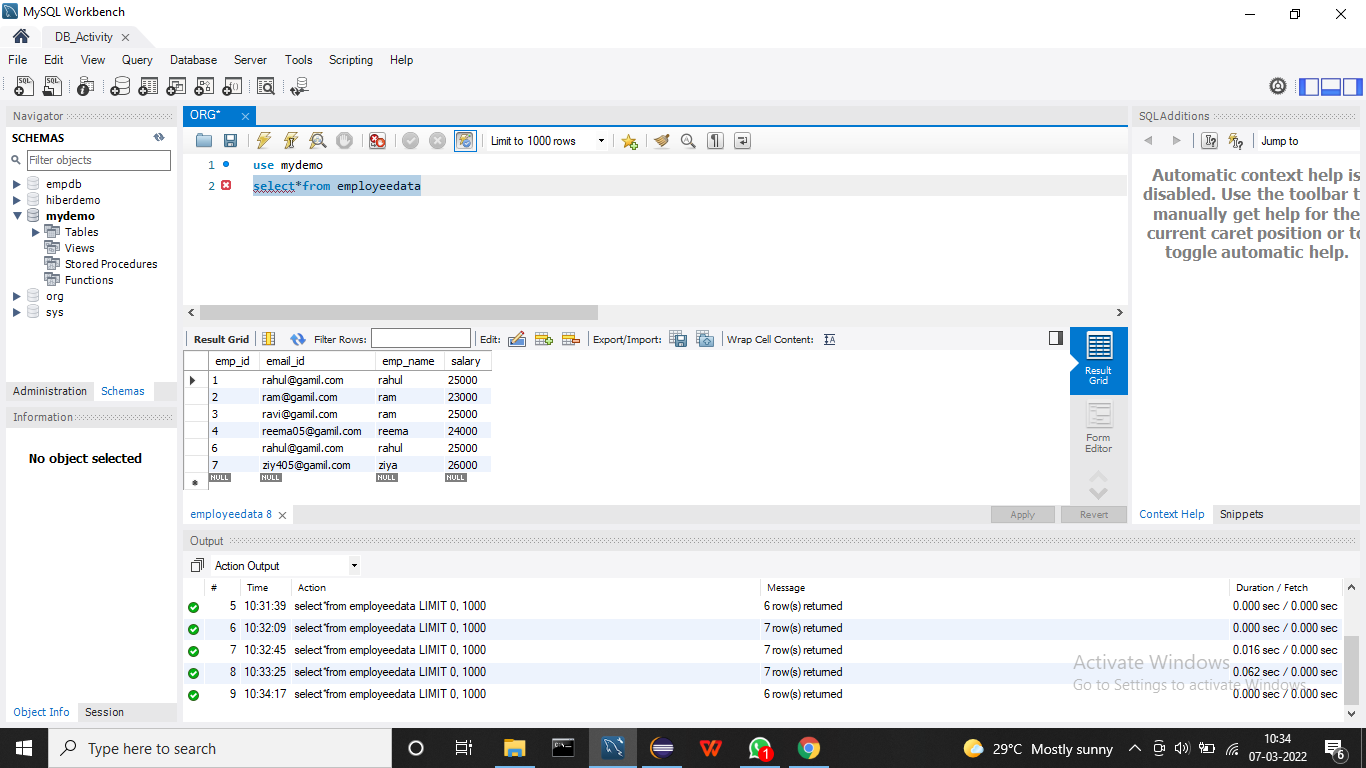 MySQL Workbench
DB_Activity
File Edit View Query Database Server Tools Scripting Help
Navigator
SCHEMAS
Filter objects
empdb
hiberdemo
mydemo
Tables
Views
Stored Procedures
Functions
org
sys
Administration Schemas
Information
No object selected
Object Info Session
ORG*
Limit to 1000 rows
1 use mydemo
2 select*from employeedata
Result Grid Filter Rows: Edit: Export/Import: Wrap Cell Content:
emp_id email_id emp_name salary
1 rahul@gamil.com rahul 25000
2 ram@gamil.com ram 23000
3 ravi@gamil.com ram 25000
4 reema05@gamil.com reema 24000
6 rahul@gamil.com rahul 25000
7 ziy405@gamil.com ziya 26000
NULL NULL NULL NULL
Result
Grid
Form
Editor
employeedata 8
Apply Revert
SQLAdditions
Jump to
Automatic context help is
disabled. Use the toolbar t
manually get help for the
current caret position or to
toggle automatic help.
Context Help Snippets
Output
Action Output
# Time Action Message Duration / Fetch
5 10:31:39 select*from employeedata LIMIT 0, 1000 6 row(s) returned 0.000 sec / 0.000 sec
6 10:32:09 select*from employeedata LIMIT 0, 1000 7 row(s) returned 0.000 sec / 0.000 sec
7 10:32:45 select*from employeedata LIMIT 0, 1000 7 row(s) returned 0.016 sec / 0.000 sec
8 10:33:25 select*from employeedata LIMIT 0, 1000 7 row(s) returned 0.062 sec / 0.000 sec
9 10:34:17 select*from employeedata LIMIT 0, 1000 6 row(s) returned 0.000 sec / 0.000 sec
Activate Windows
Go to Settings to activate Windows.
Type here to search
1
29°C Mostly sunny
10:34
07-03-2022
6